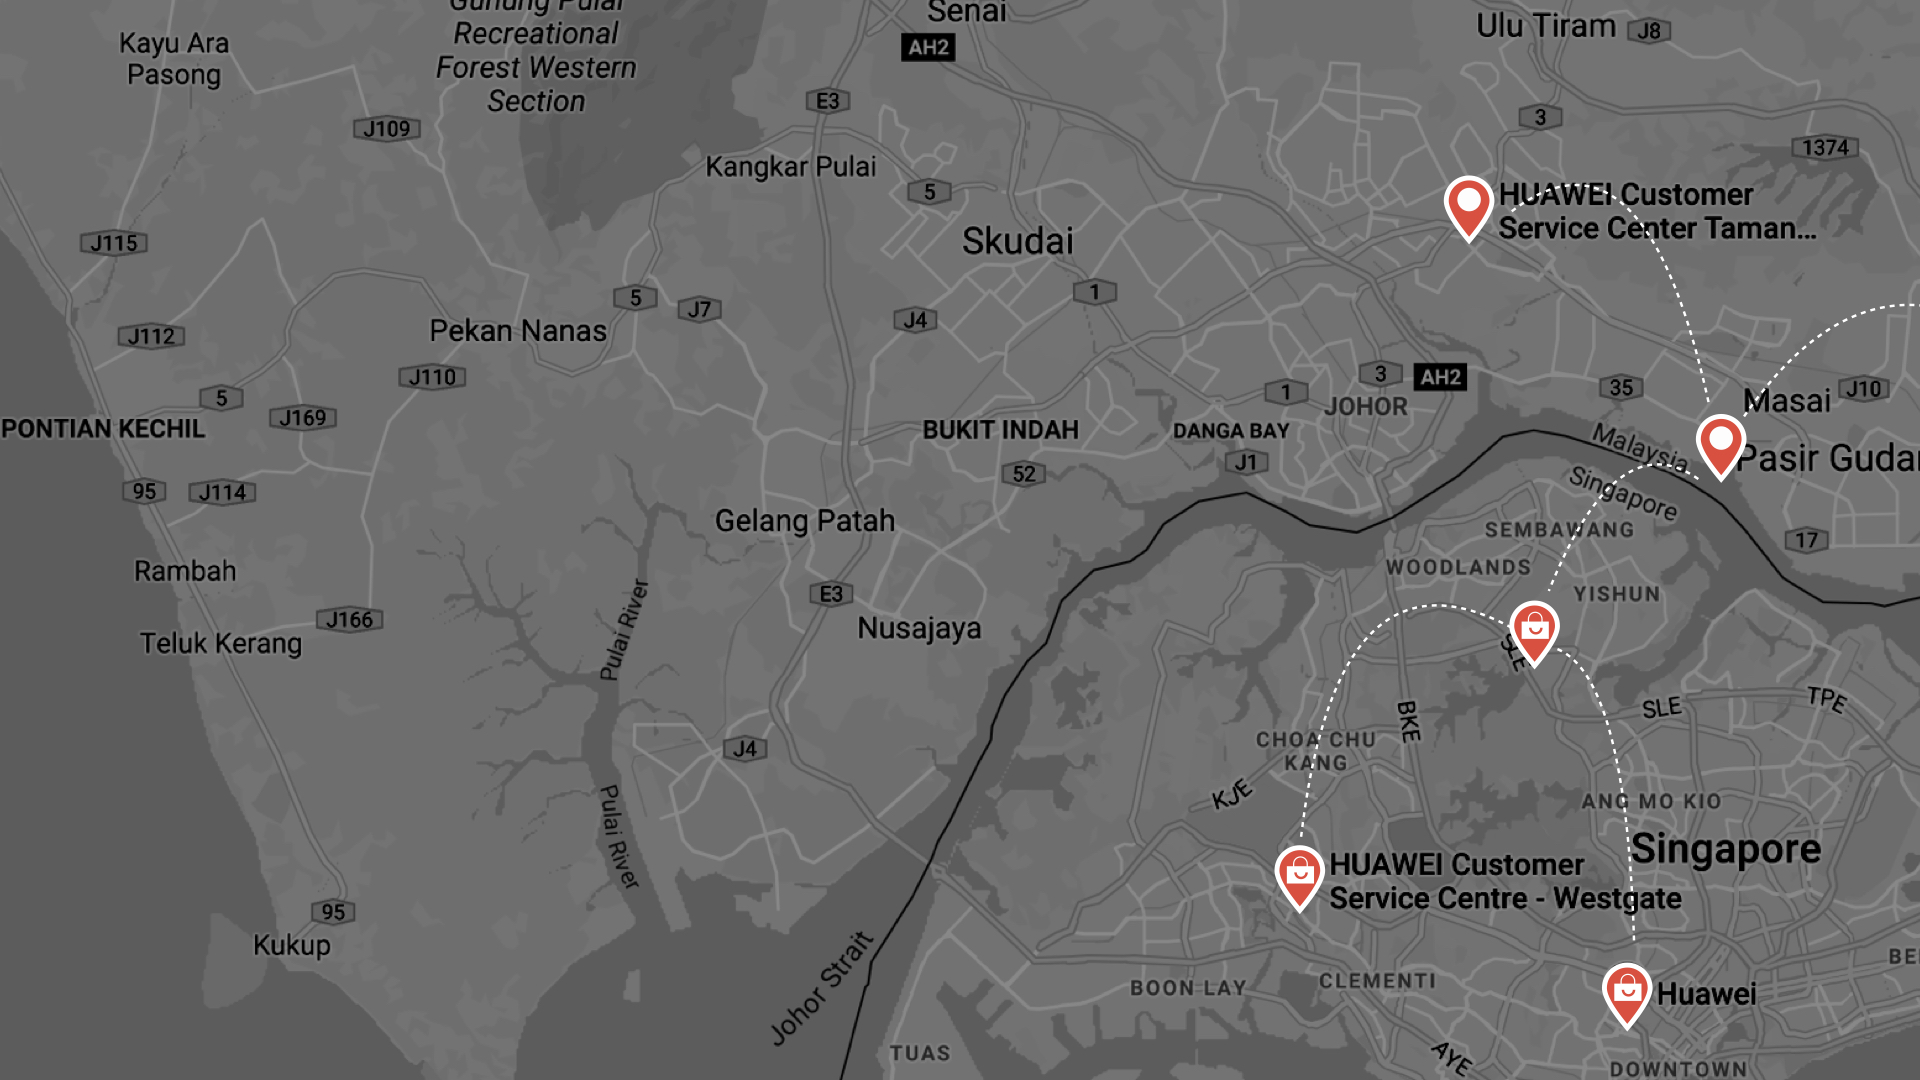 Gunung Pulai
Recreational
Forest Western
Section
Senai
AH2
Ulu Tiram
J8
Kayu Ara
Pasong
E3
J109
3
1374
Kangkar Pulai
5
HUAWEI Customer
Service Center Taman...
J115
Skudai
5
J7
1
J4
J112
Pekan Nanas
J110
3
AH2
35
Masai
J10
5
J169
1
JOHOR
PONTIAN KECHIL
BUKIT INDAH
DANGA BAY
Malaysia
Pasir Gudan
J1
52
95
J114
Singapore
Gelang Patah
SEMBAWANG
17
Rambah
WOODLANDS
YISHUN
E3
J166
Pulai River
Nusajaya
Teluk Kerang
SLE
SLE
TPE
BKE
J4
CHOA CHU
KANG
KJE
ANG MO KIO
Pulai River
Singapore
HUAWEI Customer
Service Centre - Westgate
95
Kukup
Johor Strait
BOON LAY
CLEMENTI
BE
Huawei
TUAS
AYE
DOWNTOWN